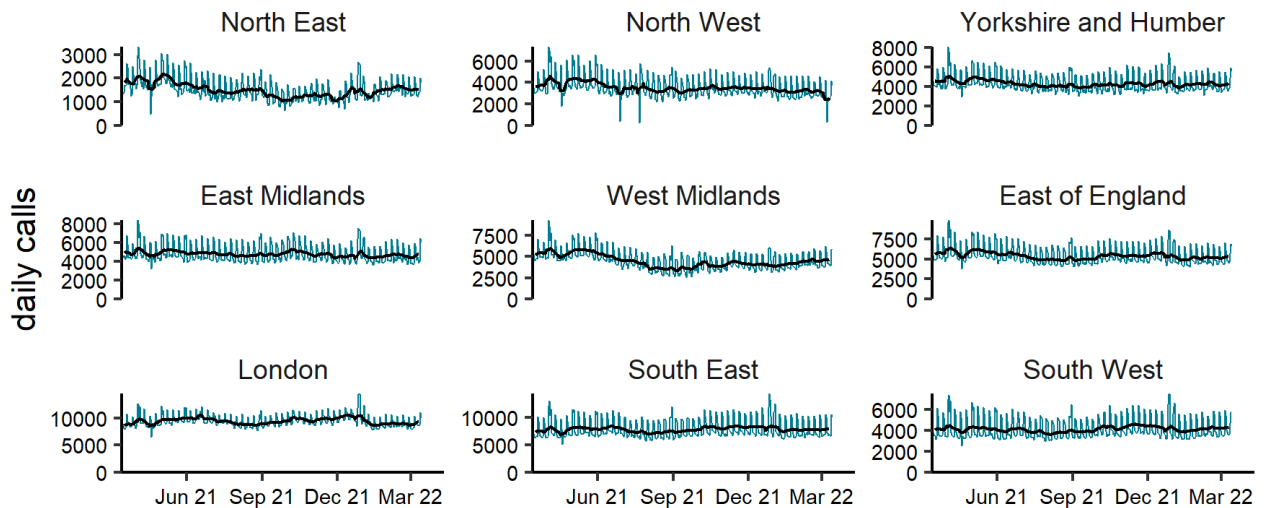 North East
North West
Yorkshire and Humber
3000
2000
1000
0
6000
4000
2000
0
8000
6000
4000
2000
0
daily calls
East Midlands
West Midlands
East of England
8000
6000
4000
2000
0
7500
5000
2500
0
7500
5000
2500
0
London
South East
South West
10000
5000
0
10000
5000
0
6000
4000
2000
0
Jun 21 Sep 21 Dec 21 Mar 22
Jun 21 Sep 21 Dec 21 Mar 22
Jun 21 Sep 21 Dec 21 Mar 22